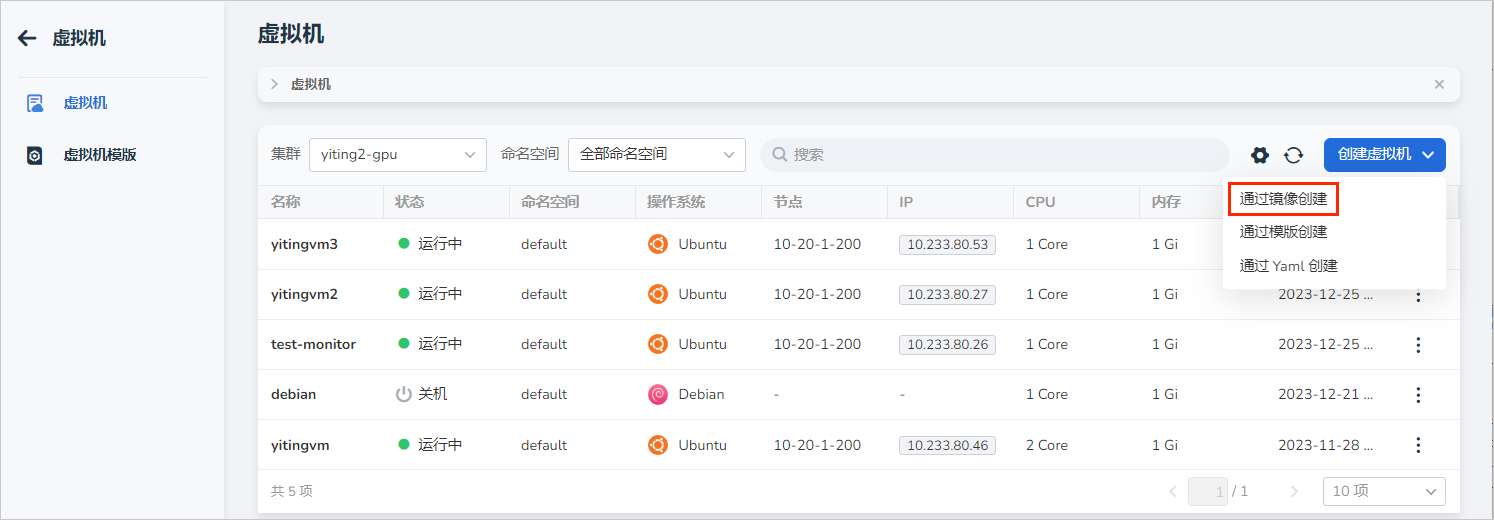 虚拟机
虚拟机
虚拟机模版
虚拟机
虚拟机
集群 yiting2-gpu 命名空间 全部命名空间 搜索 创建虚拟机
通过镜像创建
通过模版创建
通过 Yaml 创建
名称 状态 命名空间 操作系统 节点 IP CPU 内存
yitingvm3 运行中 default Ubuntu 10-20-1-200 10.233.80.53 1 Core 1 Gi
yitingvm2 运行中 default Ubuntu 10-20-1-200 10.233.80.27 1 Core 1 Gi 2023-12-25 ...
test-monitor 运行中 default Ubuntu 10-20-1-200 10.233.80.26 1 Core 1 Gi 2023-12-25 ...
debian 关机 default Debian - - 1 Core 1 Gi 2023-12-21 ...
yitingvm 运行中 default Ubuntu 10-20-1-200 10.233.80.46 2 Core 1 Gi 2023-11-28 ...
共 5 项 1 / 1 10 项